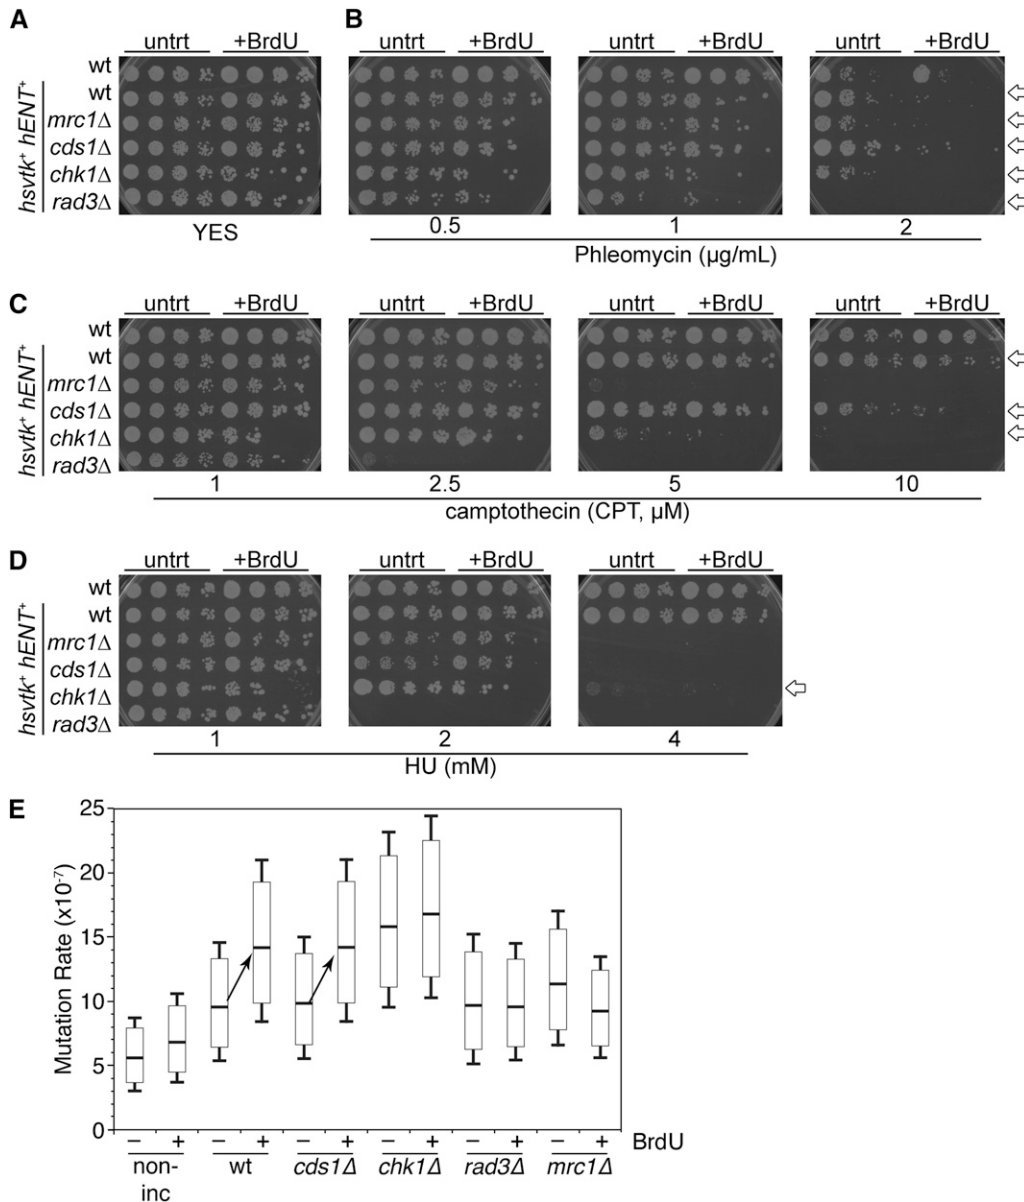 A
untrt +BrdU
wt
wt
mrc1Δ
cds1Δ
chk1Δ
rad3Δ
hsvtk⁺ hENT⁺
YES
B
untrt +BrdU untrt +BrdU untrt +BrdU
0.5 1 2
Phleomycin (µg/mL)
C
untrt +BrdU untrt +BrdU untrt +BrdU untrt +BrdU
wt
wt
mrc1Δ
cds1Δ
chk1Δ
rad3Δ
hsvtk⁺ hENT⁺
1 2.5 5 10
camptothecin (CPT, µM)
D
untrt +BrdU untrt +BrdU untrt +BrdU
wt
wt
mrc1Δ
cds1Δ
chk1Δ
rad3Δ
hsvtk⁺ hENT⁺
1 2 4
HU (mM)
E
Mutation Rate (x10⁻⁷)
25
20
15
10
5
0
− + − + − + − + − + − + BrdU
non-inc wt cds1Δ chk1Δ rad3Δ mrc1Δ